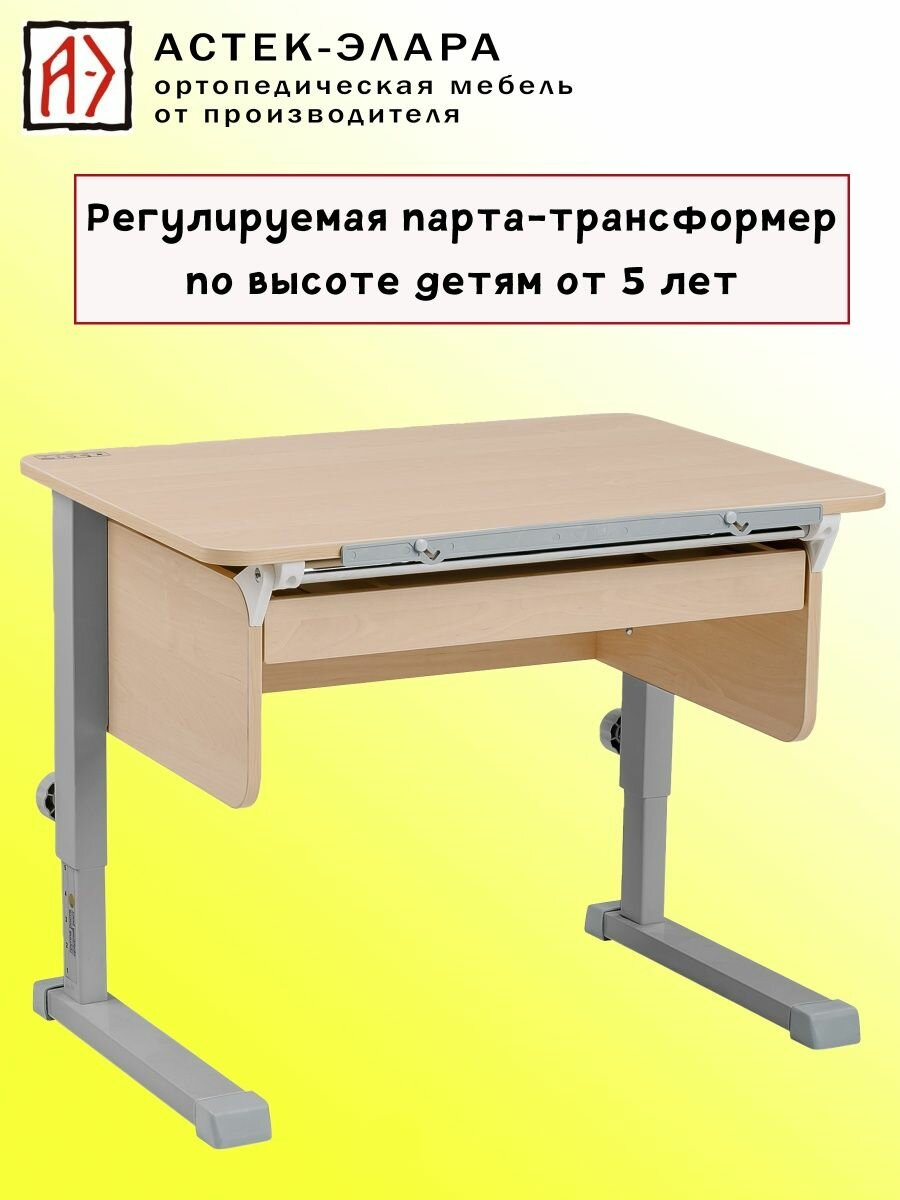 А-Э
АСТЕК-ЭЛАРА
ортопедическая мебель
от производителя
Регулируемая парта-трансформер
по высоте детям от 5 лет